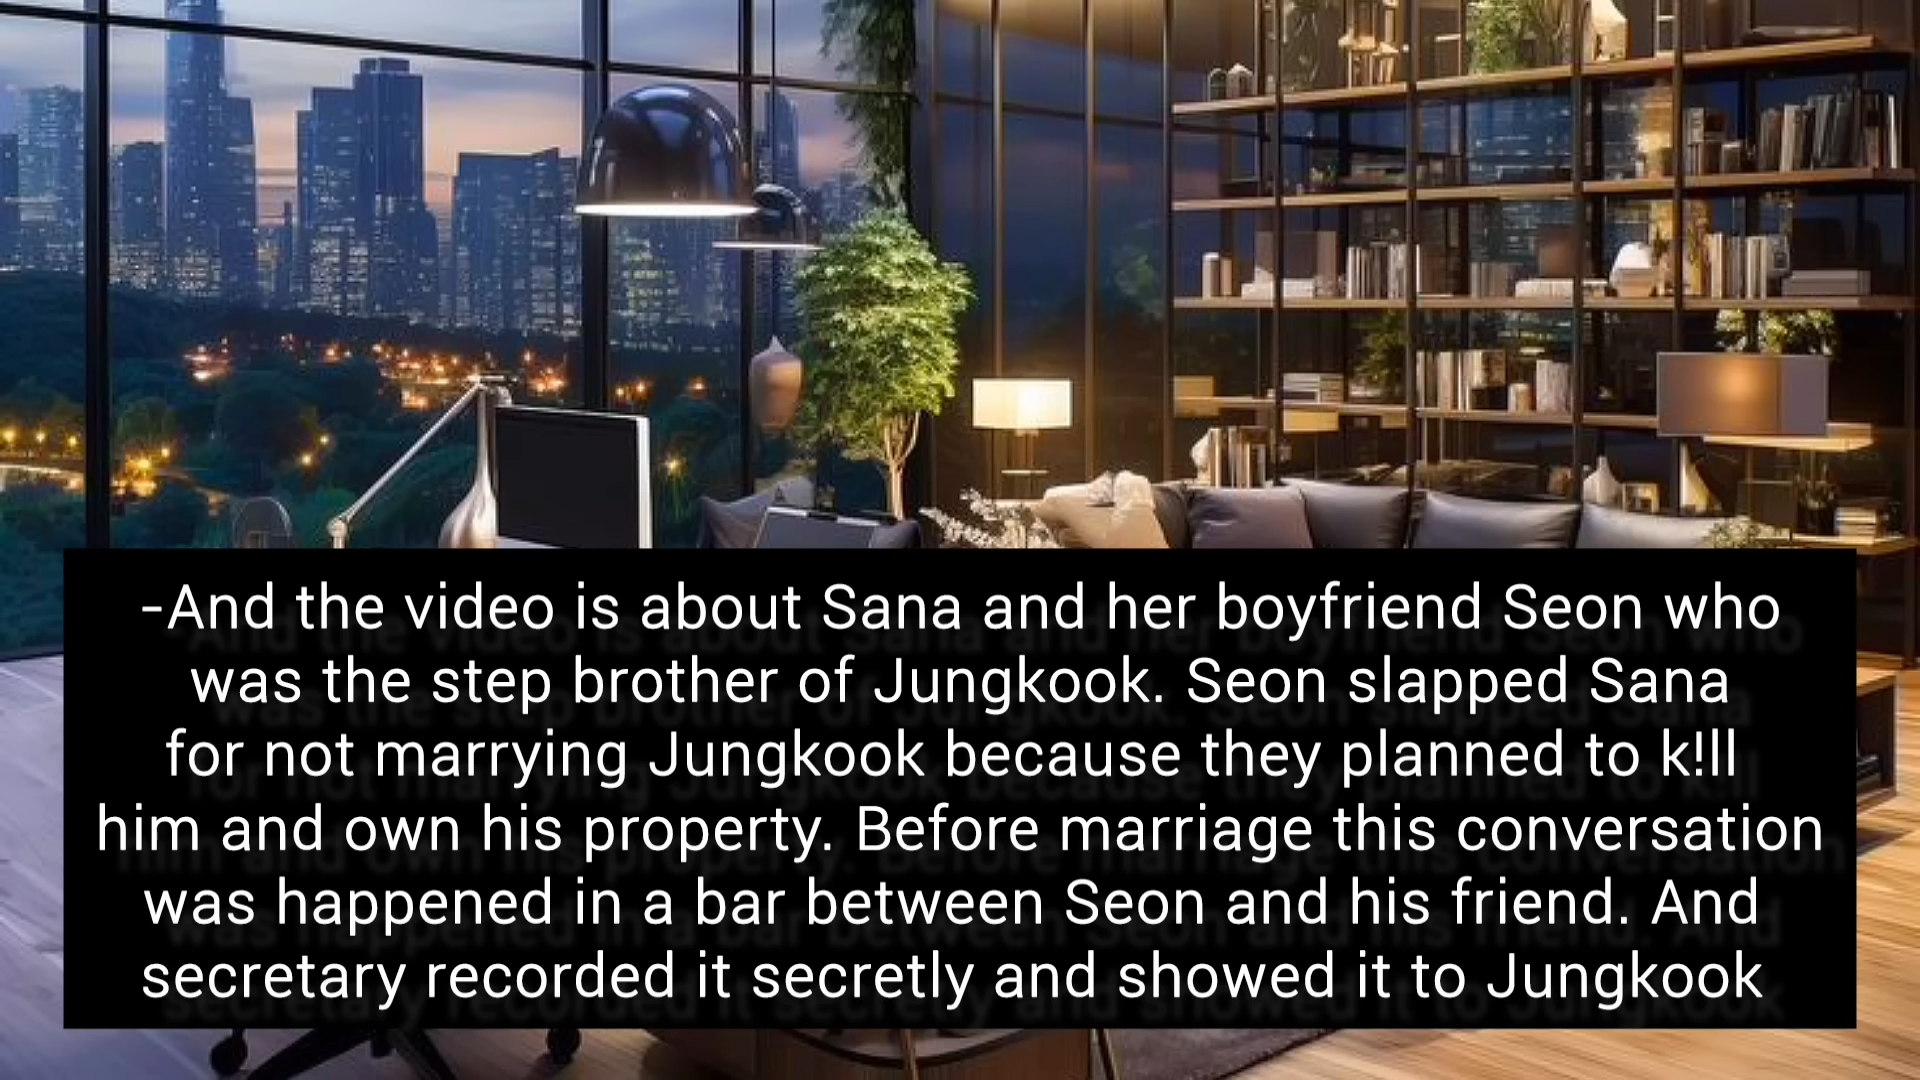 -And the video is about Sana and her boyfriend Seon who
was the step brother of Jungkook. Seon slapped Sana
for not marrying Jungkook because they planned to k!ll
him and own his property. Before marriage this conversation
was happened in a bar between Seon and his friend. And
secretary recorded it secretly and showed it to Jungkook